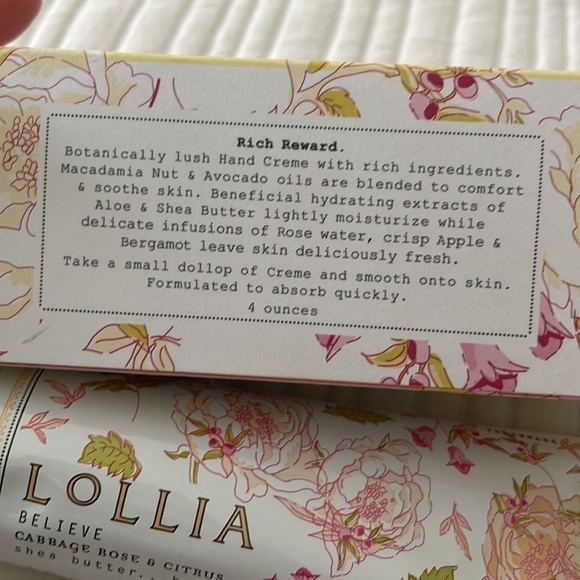 Rich Reward.
Botanically lush Hand Creme with rich ingredients.
Macadamia Nut & Avocado oils are blended to comfort
& soothe skin. Beneficial hydrating extracts of
Aloe & Shea Butter lightly moisturize while
delicate infusions of Rose water, crisp Apple &
Bergamot leave skin deliciously fresh.
Take a small dollop of Creme and smooth onto skin.
Formulated to absorb quickly.
4 ounces
LOLLIA
BELIEVE
CABBAGE ROSE & CITRUS
shea butter..